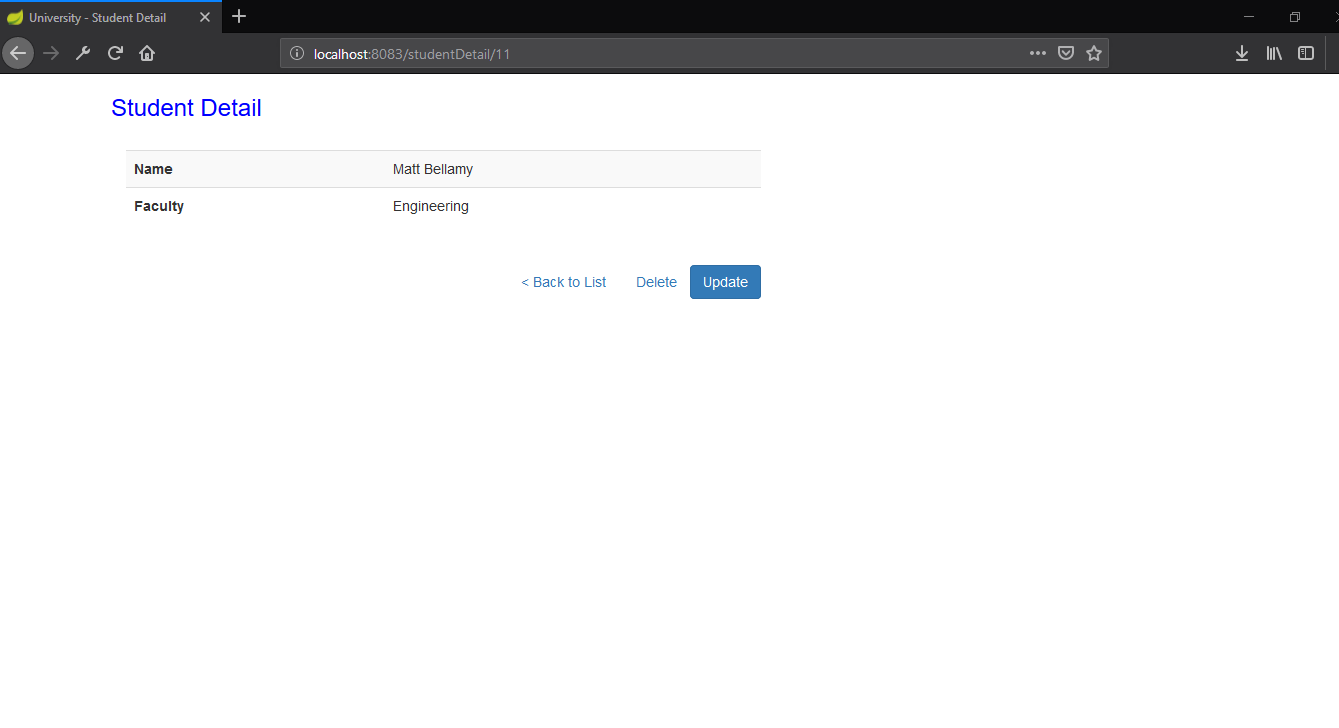 University - Student Detail
localhost:8083/studentDetail/11
Student Detail
Name Matt Bellamy
Faculty Engineering
< Back to List Delete Update